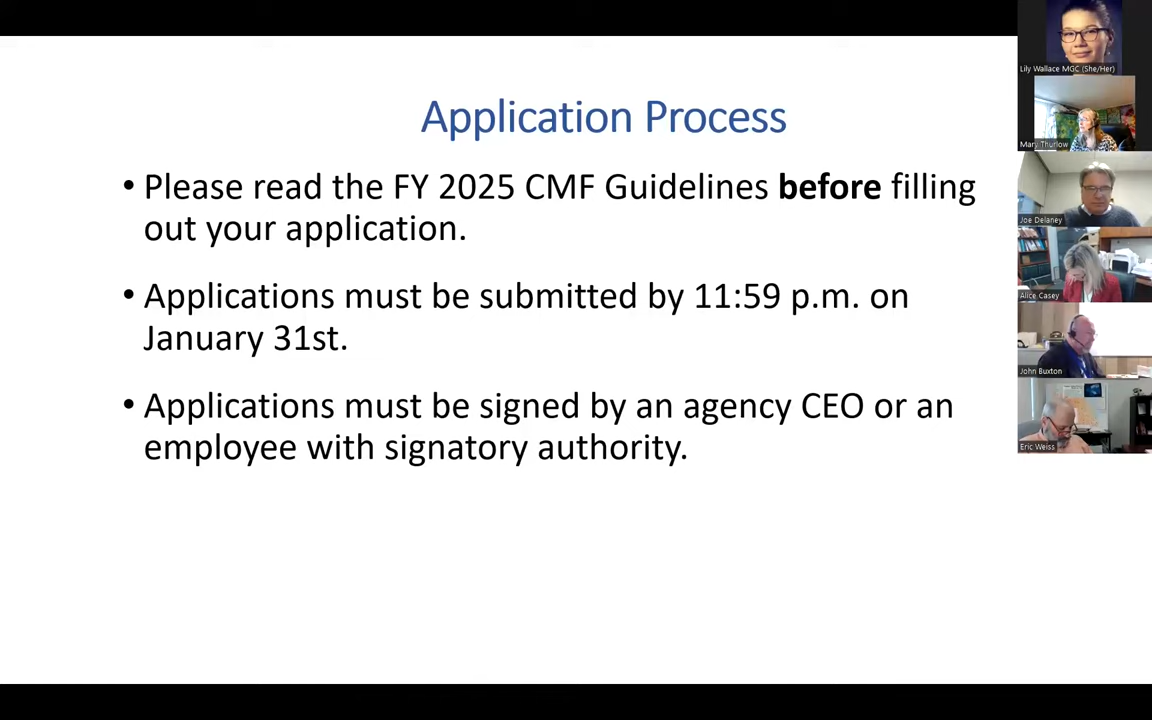 Application Process
• Please read the FY 2025 CMF Guidelines before filling
out your application.
• Applications must be submitted by 11:59 p.m. on
January 31st.
• Applications must be signed by an agency CEO or an
employee with signatory authority.
Lily Wallace MGC (She/Her)
Mary Thurlow
Joe Delaney
Alice Casey
John Buxton
Eric Weiss